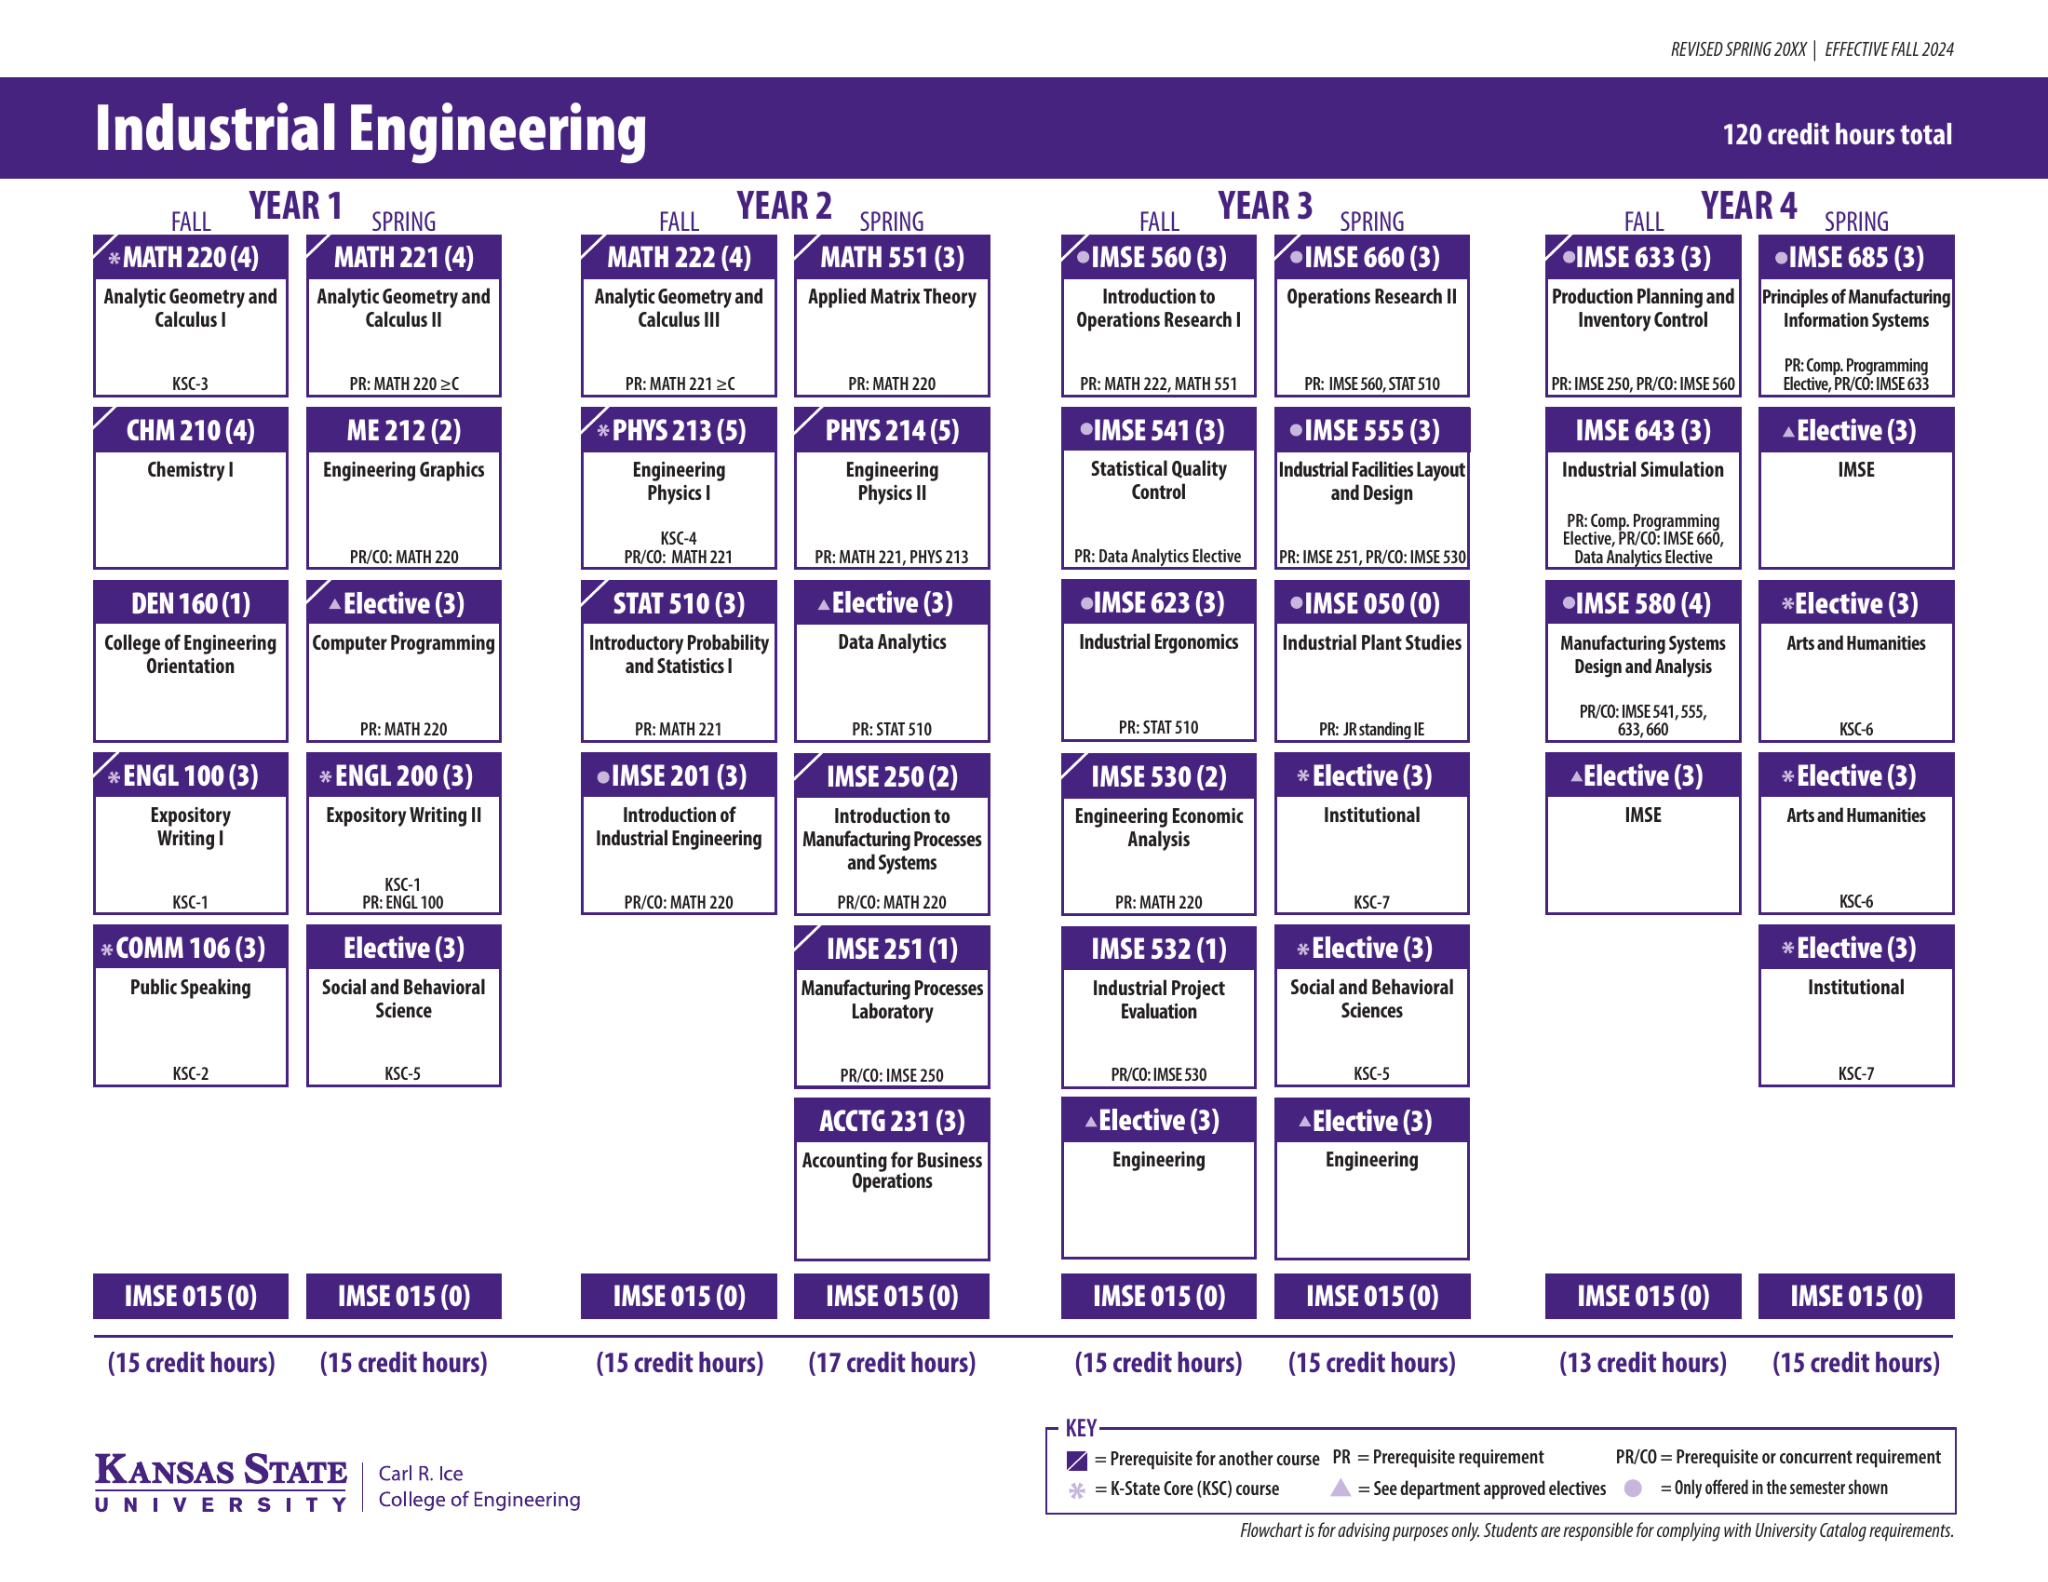 REVISED SPRING 20XX | EFFECTIVE FALL 2024
Industrial Engineering
120 credit hours total
YEAR 1
FALL
SPRING
YEAR 2
FALL
SPRING
YEAR 3
FALL
SPRING
YEAR 4
FALL
SPRING
*MATH 220 (4)
Analytic Geometry and
Calculus I
KSC-3
CHM 210 (4)
Chemistry I
DEN 160 (1)
College of Engineering
Orientation
*ENGL 100 (3)
Expository
Writing I
KSC-1
*COMM 106 (3)
Public Speaking
KSC-2
IMSE 015 (0)
(15 credit hours)
MATH 221 (4)
Analytic Geometry and
Calculus II
PR: MATH 220 ≥C
ME 212 (2)
Engineering Graphics
PR/CO: MATH 220
▲Elective (3)
Computer Programming
PR: MATH 220
* ENGL 200 (3)
Expository Writing II
KSC-1
PR: ENGL 100
Elective (3)
Social and Behavioral
Science
KSC-5
IMSE 015 (0)
(15 credit hours)
MATH 222 (4)
Analytic Geometry and
Calculus III
PR: MATH 221 ≥C
*PHYS 213 (5)
Engineering
Physics I
KSC-4
PR/CO: MATH 221
STAT 510 (3)
Introductory Probability
and Statistics I
PR: MATH 221
●IMSE 201 (3)
Introduction of
Industrial Engineering
PR/CO: MATH 220
IMSE 015 (0)
(15 credit hours)
MATH 551 (3)
Applied Matrix Theory
PR: MATH 220
PHYS 214 (5)
Engineering
Physics II
PR: MATH 221, PHYS 213
▲Elective (3)
Data Analytics
PR: STAT 510
IMSE 250 (2)
Introduction to
Manufacturing Processes
and Systems
PR/CO: MATH 220
IMSE 251 (1)
Manufacturing Processes
Laboratory
PR/CO: IMSE 250
ACCTG 231 (3)
Accounting for Business
Operations
IMSE 015 (0)
(17 credit hours)
●IMSE 560 (3)
Introduction to
Operations Research I
PR: MATH 222, MATH 551
●IMSE 541 (3)
Statistical Quality
Control
PR: Data Analytics Elective
●IMSE 623 (3)
Industrial Ergonomics
PR: STAT 510
IMSE 530 (2)
Engineering Economic
Analysis
PR: MATH 220
IMSE 532 (1)
Industrial Project
Evaluation
PR/CO: IMSE 530
▲Elective (3)
Engineering
IMSE 015 (0)
(15 credit hours)
●IMSE 660 (3)
Operations Research II
PR: IMSE 560, STAT 510
●IMSE 555 (3)
Industrial Facilities Layout
and Design
PR: IMSE 251, PR/CO: IMSE 530
●IMSE 050 (0)
Industrial Plant Studies
PR: JR standing IE
* Elective (3)
Institutional
KSC-7
*Elective (3)
Social and Behavioral
Sciences
KSC-5
▲Elective (3)
Engineering
IMSE 015 (0)
(15 credit hours)
●IMSE 633 (3)
Production Planning and
Inventory Control
PR: IMSE 250, PR/CO: IMSE 560
IMSE 643 (3)
Industrial Simulation
PR: Comp. Programming
Elective, PR/CO: IMSE 660,
Data Analytics Elective
●IMSE 580 (4)
Manufacturing Systems
Design and Analysis
PR/CO: IMSE 541, 555,
633, 660
▲Elective (3)
IMSE
IMSE 015 (0)
(13 credit hours)
●IMSE 685 (3)
Principles of Manufacturing
Information Systems
PR: Comp. Programming
Elective, PR/CO: IMSE 633
▲Elective (3)
IMSE
*Elective (3)
Arts and Humanities
KSC-6
* Elective (3)
Arts and Humanities
KSC-6
*Elective (3)
Institutional
KSC-7
IMSE 015 (0)
(15 credit hours)
KANSAS STATE
UNIVERSITY
Carl R. Ice
College of Engineering
KEY
= Prerequisite for another course PR = Prerequisite requirement PR/CO = Prerequisite or concurrent requirement
* = K-State Core (KSC) course ▲ = See department approved electives ● = Only offered in the semester shown
Flowchart is for advising purposes only. Students are responsible for complying with University Catalog requirements.